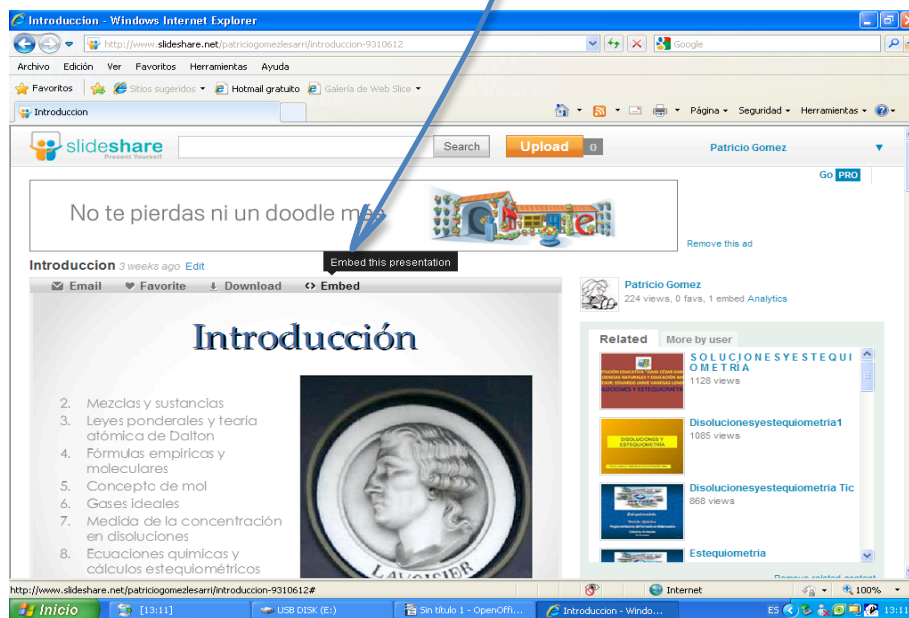 Introduccion - Windows Internet Explorer
http://www.slideshare.net/patriciogomezlesarri/introduccion-9310612
Google
Archivo Edición Ver Favoritos Herramientas Ayuda
Favoritos Sitios sugeridos Hotmail gratuito Galería de Web Slice
Introduccion
Página Seguridad Herramientas
slideshare
Present Yourself
Search
Upload
0
Patricio Gomez
Go PRO
No te pierdas ni un doodle más
Remove this ad
Introduccion 3 weeks ago Edit
Embed this presentation
Email Favorite Download Embed
Patricio Gomez
224 views, 0 favs, 1 embed Analytics
Introducción
2. Mezclas y sustancias
3. Leyes ponderales y teoria
atómica de Dalton
4. Fórmulas empíricas y
moleculares
5. Concepto de mol
6. Gases ideales
7. Medida de la concentración
en disoluciones
8. Ecuaciones químicas y
cálculos estequiométricos
LAVOISIER
Related More by user
S O L U C I O N E S Y E S T E Q U I
O M E T R Í A
1128 views
DISOLUCIONES Y
ESTEQUIOMETRÍA
Disolucionesyestequiometria1
1085 views
Disolucionesyestequiometria Tic
868 views
Estequiometria
Estequiometria
Remove related content
http://www.slideshare.net/patriciogomezlesarri/introduccion-9310612#
Internet
100%
Inicio
[13:11]
USB DISK (E:)
Sin título 1 - OpenOffi...
Introduccion - Windo...
ES
13:11